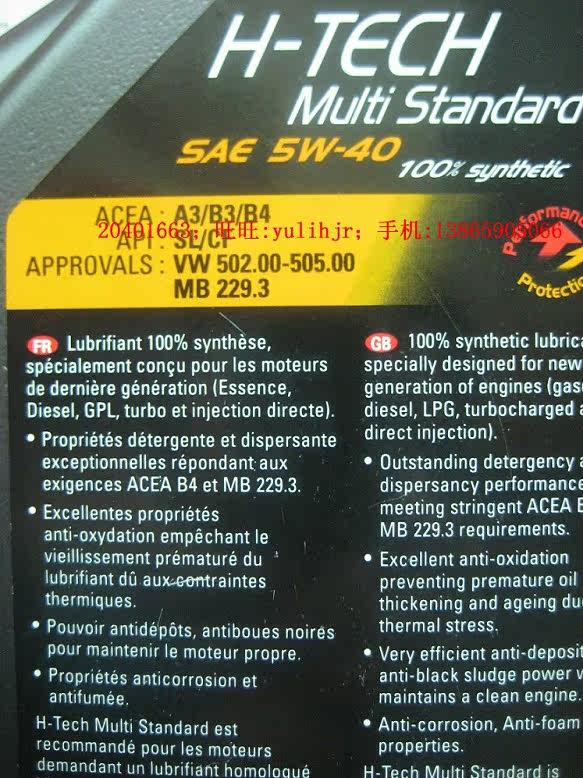 H-TECH
Multi Standard
SAE 5W-40
100% synthetic
ACEA : A3/B3/B4
API : SL/CF
APPROVALS : VW 502.00-505.00
MB 229.3
旺旺:yulihjr; 手机:
Performan
Protectio
FR Lubrifiant 100% synthèse,
spécialement conçu pour les moteurs
de dernière génération (Essence,
Diesel, GPL, turbo et injection directe).
• Propriétés détergente et dispersante
exceptionnelles répondant aux
exigences ACEA B4 et MB 229.3.
• Excellentes propriétés
anti-oxydation empêchant le
vieillissement prématuré du
lubrifiant dû aux contraintes
thermiques.
• Pouvoir antidépôts, antiboues noires
pour maintenir le moteur propre.
• Propriétés anticorrosion et
antifumée.
H-Tech Multi Standard est
recommandé pour les moteurs
demandant un lubrifiant homologué
GB 100% synthetic lubrica
specially designed for new
generation of engines (gas
diesel, LPG, turbocharged
direct injection).
• Outstanding detergency
dispersancy performance
meeting stringent ACEA
MB 229.3 requirements.
• Excellent anti-oxidation
preventing premature oil
thickening and ageing du
thermal stress.
• Very efficient anti-deposit
anti-black sludge power
maintains a clean engine.
• Anti-corrosion, Anti-foam
properties.
H-Tech Multi Standard is